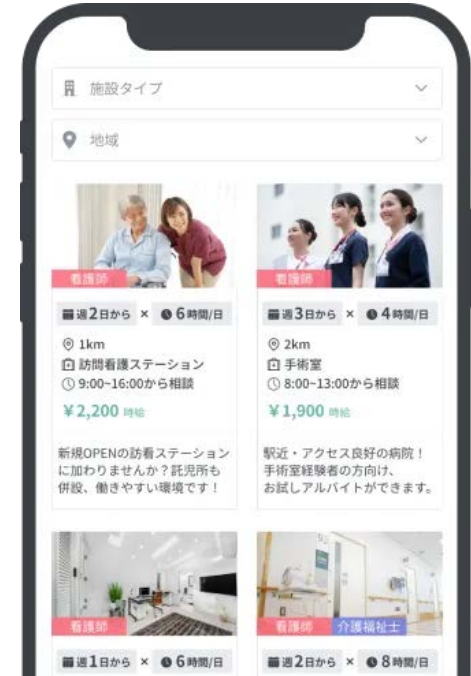 施設タイプ
地域
看護師
週2日から × 6時間/日
1km
訪問看護ステーション
9:00~16:00から相談
¥2,200 時給
新規OPENの訪看ステーション
に加わりませんか？託児所も
併設、働きやすい環境です！
看護師
週3日から × 4時間/日
2km
手術室
8:00~13:00から相談
¥1,900 時給
駅近・アクセス良好の病院！
手術室経験者の方向け、
お試しアルバイトができます。
看護師
週1日から × 6時間/日
看護師 介護福祉士
週2日から × 8時間/日